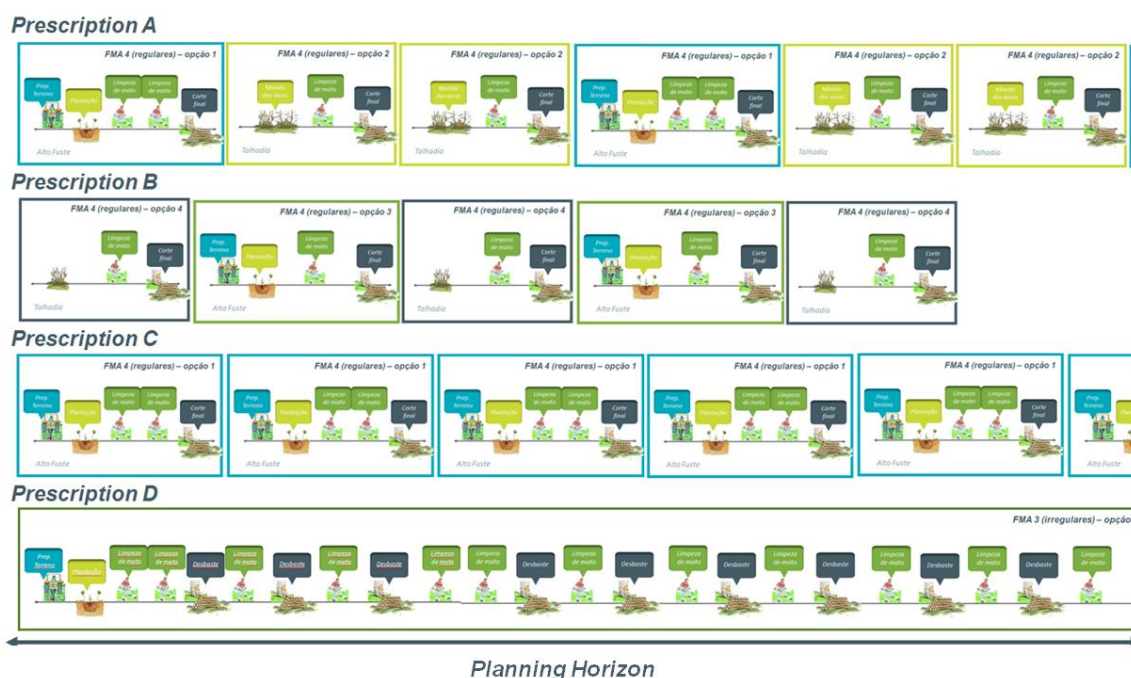 Prescription A
FMA 4 (regulares) – opção 1
Prep.
Terreno
Plantação
Limpeza
de mato
Limpeza
de mato
Corte
final
Alto Fuste
FMA 4 (regulares) – opção 2
Monda
das varas
Limpeza
de mato
Corte
final
Talhadia
FMA 4 (regulares) – opção 2
Monda
das varas
Limpeza
de mato
Corte
final
Talhadia
FMA 4 (regulares) – opção 1
Prep.
Terreno
Plantação
Limpeza
de mato
Limpeza
de mato
Corte
final
Alto Fuste
FMA 4 (regulares) – opção 2
Monda
das varas
Limpeza
de mato
Corte
final
Talhadia
FMA 4 (regulares) – opção 2
Monda
das varas
Limpeza
de mato
Corte
final
Talhadia
Prescription B
FMA 4 (regulares) – opção 4
Limpeza
de mato
Corte
final
Talhadia
FMA 4 (regulares) – opção 3
Prep.
Terreno
Plantação
Limpeza
de mato
Corte
final
Alto Fuste
FMA 4 (regulares) – opção 4
Limpeza
de mato
Corte
final
Talhadia
FMA 4 (regulares) – opção 3
Prep.
Terreno
Plantação
Limpeza
de mato
Corte
final
Alto Fuste
FMA 4 (regulares) – opção 4
Limpeza
de mato
Corte
final
Talhadia
Prescription C
FMA 4 (regulares) – opção 1
Prep.
Terreno
Plantação
Limpeza
de mato
Limpeza
de mato
Corte
final
Alto Fuste
FMA 4 (regulares) – opção 1
Prep.
Terreno
Plantação
Limpeza
de mato
Limpeza
de mato
Corte
final
Alto Fuste
FMA 4 (regulares) – opção 1
Prep.
Terreno
Plantação
Limpeza
de mato
Limpeza
de mato
Corte
final
Alto Fuste
FMA 4 (regulares) – opção 1
Prep.
Terreno
Plantação
Limpeza
de mato
Limpeza
de mato
Corte
final
Alto Fuste
FMA 4 (regulares) – opção 1
Prep.
Terreno
Plantação
Limpeza
de mato
Limpeza
de mato
Corte
final
Alto Fuste
Prep.
Terreno
Alto Fuste
Prescription D
FMA 3 (irregulares) – opção
Prep.
Terreno
Plantação
Limpeza
de mato
Limpeza
de mato
Desbaste
Limpeza
de mato
Desbaste
Limpeza
de mato
Desbaste
Limpeza
de mato
Limpeza
de mato
Desbaste
Limpeza
de mato
Desbaste
Limpeza
de mato
Desbaste
Limpeza
de mato
Desbaste
Limpeza
de mato
Desbaste
Limpeza
de mato
Desbaste
Limpeza
de mato
Planning Horizon